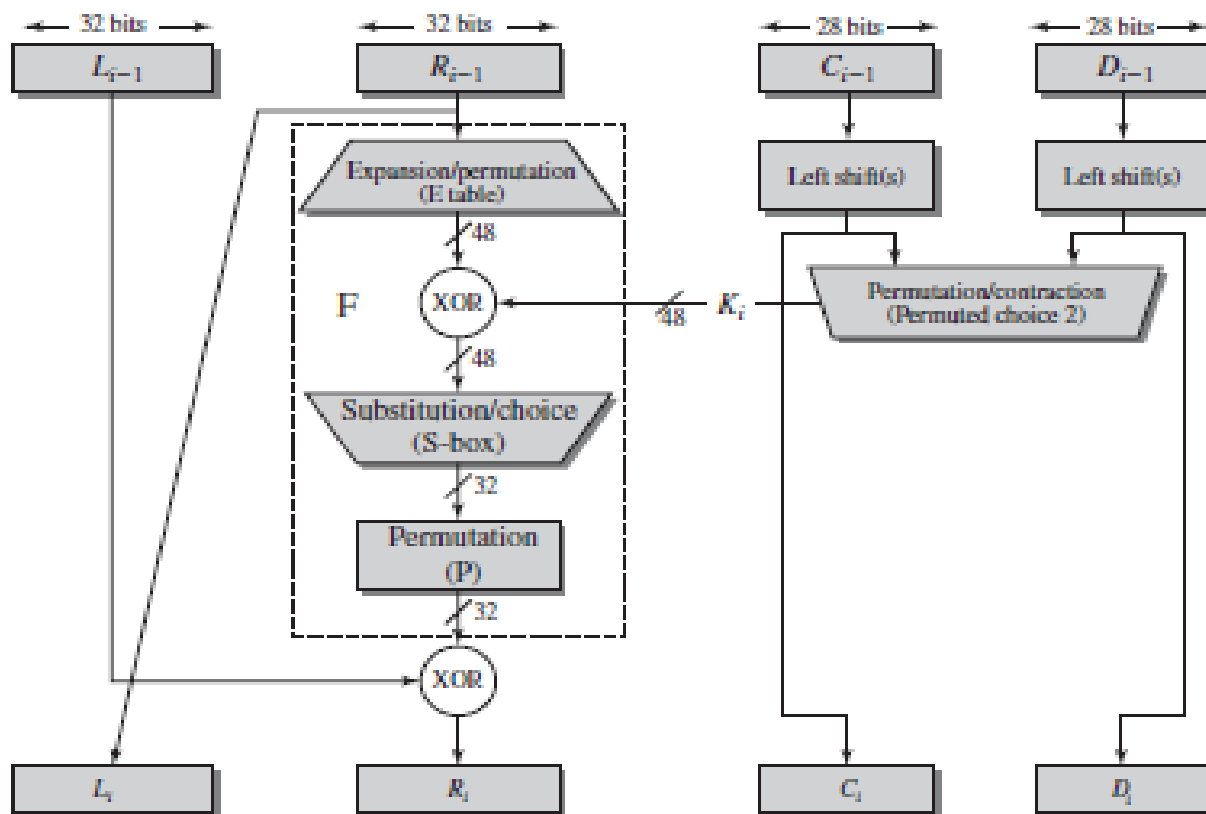 32 bits
32 bits
28 bits
28 bits
Lᵢ₋₁
Rᵢ₋₁
Cᵢ₋₁
Dᵢ₋₁
Expansion/permutation
(E table)
Left shift(s)
Left shift(s)
48
F
XOR
48
Kᵢ
Permutation/contraction
(Permuted choice 2)
48
Substitution/choice
(S-box)
32
Permutation
(P)
32
XOR
Lᵢ
Rᵢ
Cᵢ
Dᵢ